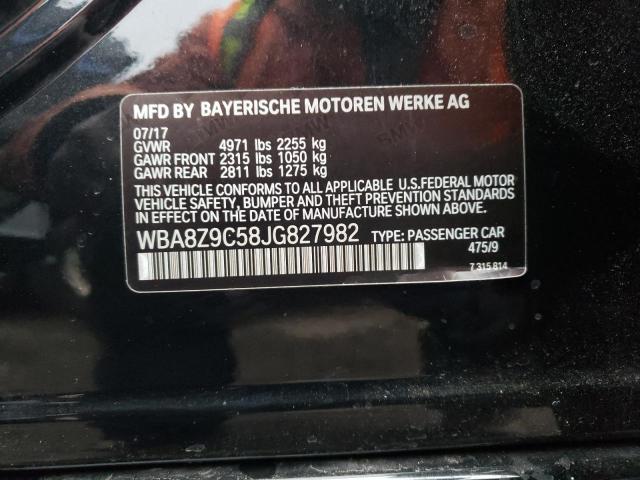 MFD BY BAYERISCHE MOTOREN WERKE AG
07/17
GVWR 4971 lbs 2255 kg
GAWR FRONT 2315 lbs 1050 kg
GAWR REAR 2811 lbs 1275 kg
THIS VEHICLE CONFORMS TO ALL APPLICABLE U.S.FEDERAL MOTOR
VEHICLE SAFETY, BUMPER AND THEFT PREVENTION STANDARDS
IN EFFECT ON THE DATE OF MANUFACTURE SHOWN ABOVE.
WBA8Z9C58JG827982 TYPE: PASSENGER CAR
475/9
7 315 814